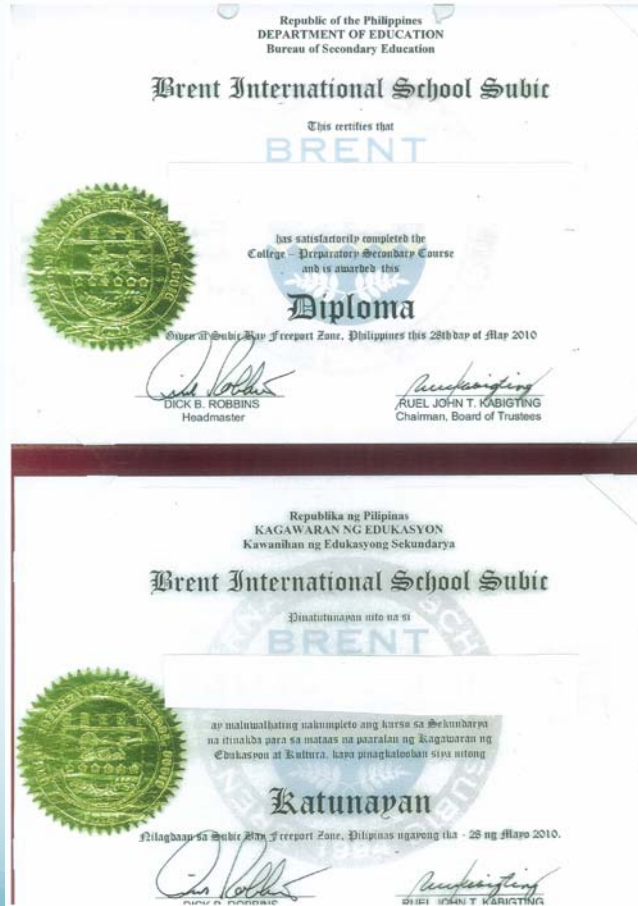 Republic of the Philippines
DEPARTMENT OF EDUCATION
Bureau of Secondary Education
Brent International School Subic
This certifies that
BRENT
has satisfactorily completed the
College – Preparatory Secondary Course
and is awarded this
Diploma
Given at Subic Bay Freeport Zone, Philippines this 28th day of May 2010
DICK B. ROBBINS
Headmaster
RUEL JOHN T. KABIGTING
Chairman, Board of Trustees
Republika ng Pilipinas
KAGAWARAN NG EDUKASYON
Kawanihan ng Edukasyong Sekundarya
Brent International School Subic
Pinatutunayan nito na si
BRENT
ay maluwalhating nakumpleto ang kurso sa Sekundarya
na itinakda para sa mataas na paaralan ng Kagawaran ng
Edukasyon at Kultura, kaya pinagkalooban siya nitong
Katunayan
Nilagdaan sa Subic Bay Freeport Zone, Pilipinas ngayong ika - 28 ng Mayo 2010.
DICK B. ROBBINS
RUEL JOHN T. KABIGTING